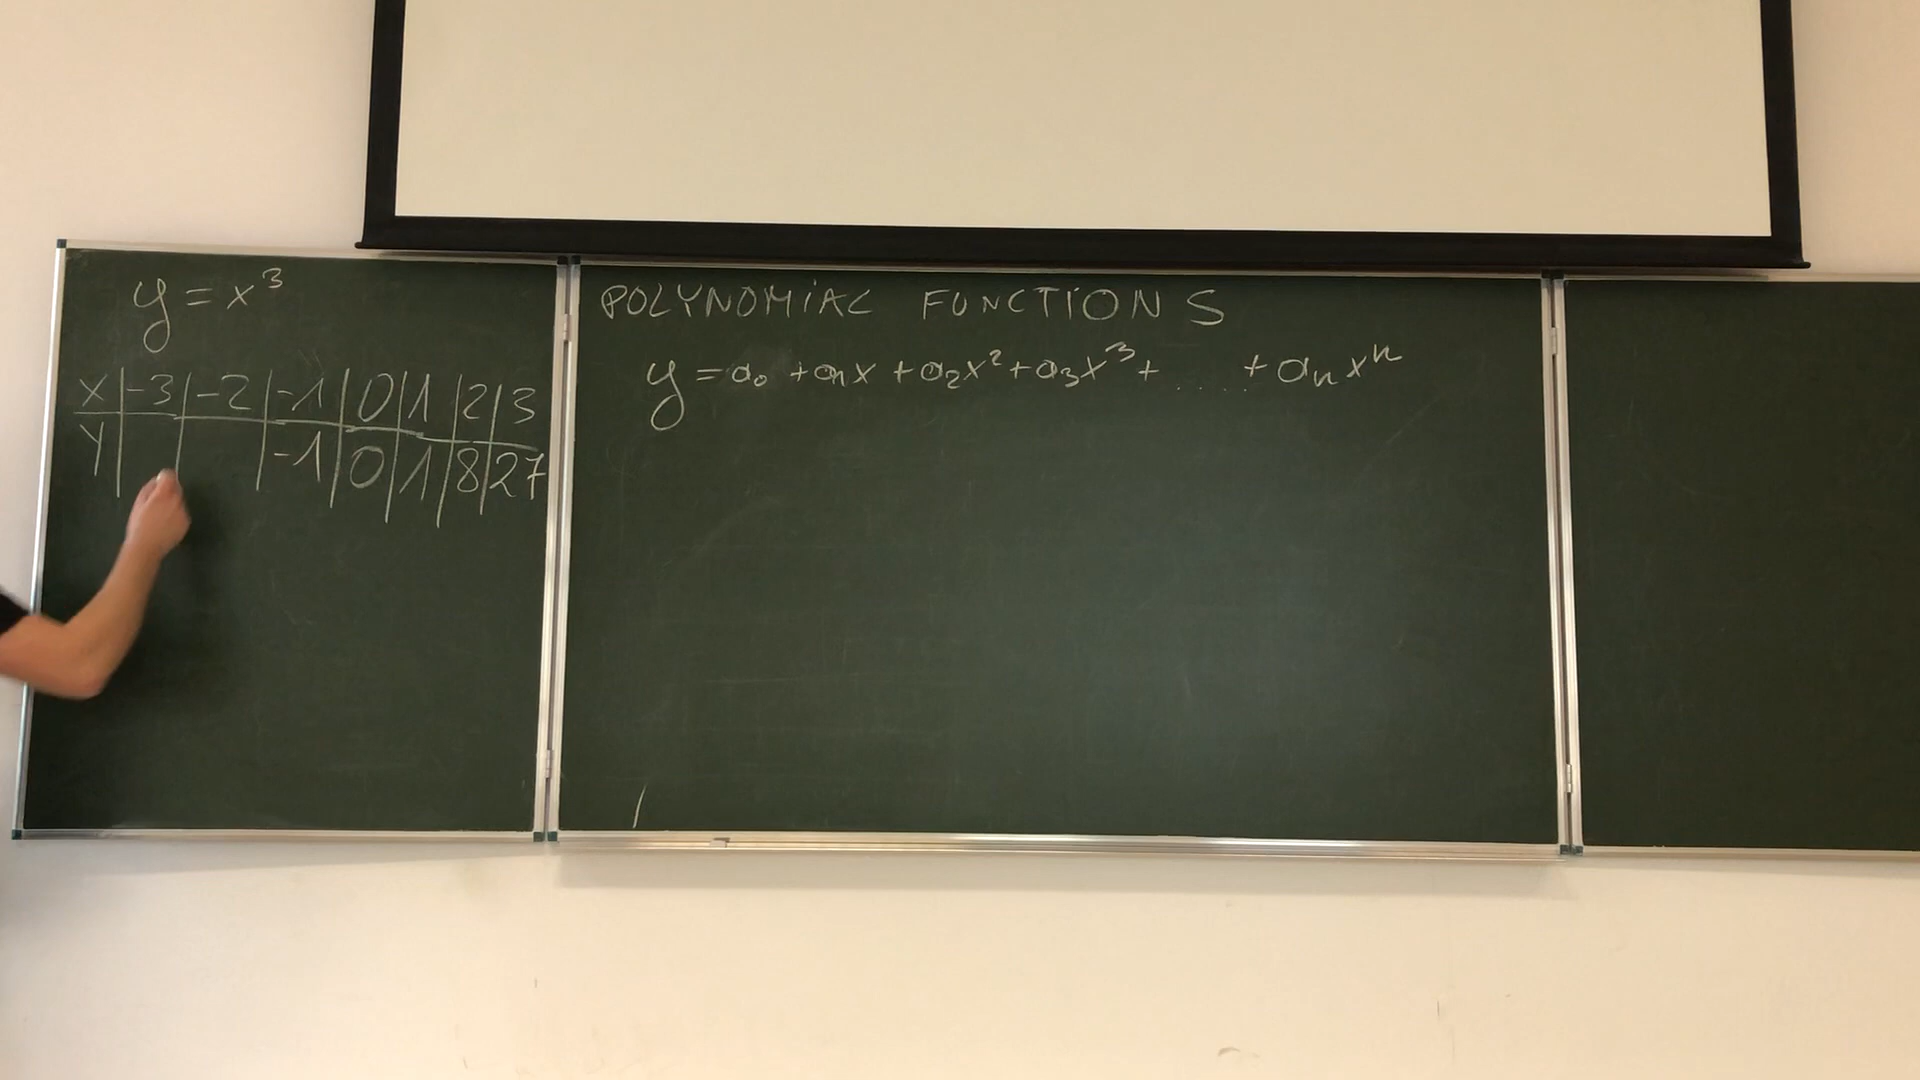 y = x³
x | -3 | -2 | -1 | 0 | 1 | 2 | 3
y | | | -1 | 0 | 1 | 8 | 27
POLYNOMIAL FUNCTIONS
y = a₀ + a₁x + a₂x² + a₃x³ + ..... + aₙxⁿ